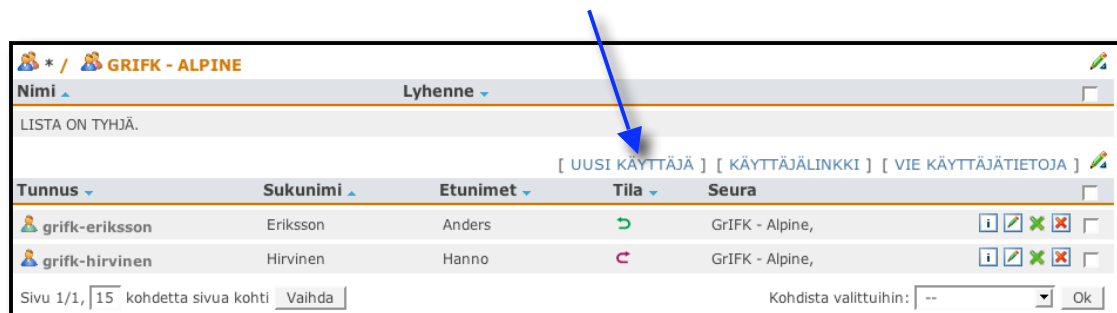 * / GRIFK - ALPINE
Nimi Lyhenne
LISTA ON TYHJÄ.
[ UUSI KÄYTTÄJÄ ] [ KÄYTTÄJÄLINKKI ] [ VIE KÄYTTÄJÄTIETOJA ]
Tunnus Sukunimi Etunimet Tila Seura
grifk-eriksson Eriksson Anders GrIFK - Alpine,
grifk-hirvinen Hirvinen Hanno GrIFK - Alpine,
Sivu 1/1, 15 kohdetta sivua kohti Vaihda Kohdista valittuihin: -- Ok